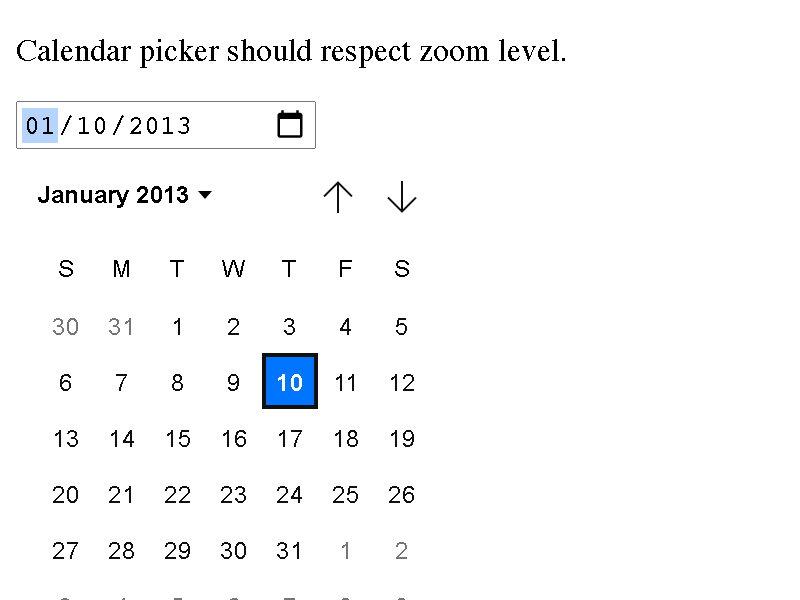 Calendar picker should respect zoom level.
01/10/2013
January 2013
S M T W T F S
30 31 1 2 3 4 5
6 7 8 9 10 11 12
13 14 15 16 17 18 19
20 21 22 23 24 25 26
27 28 29 30 31 1 2